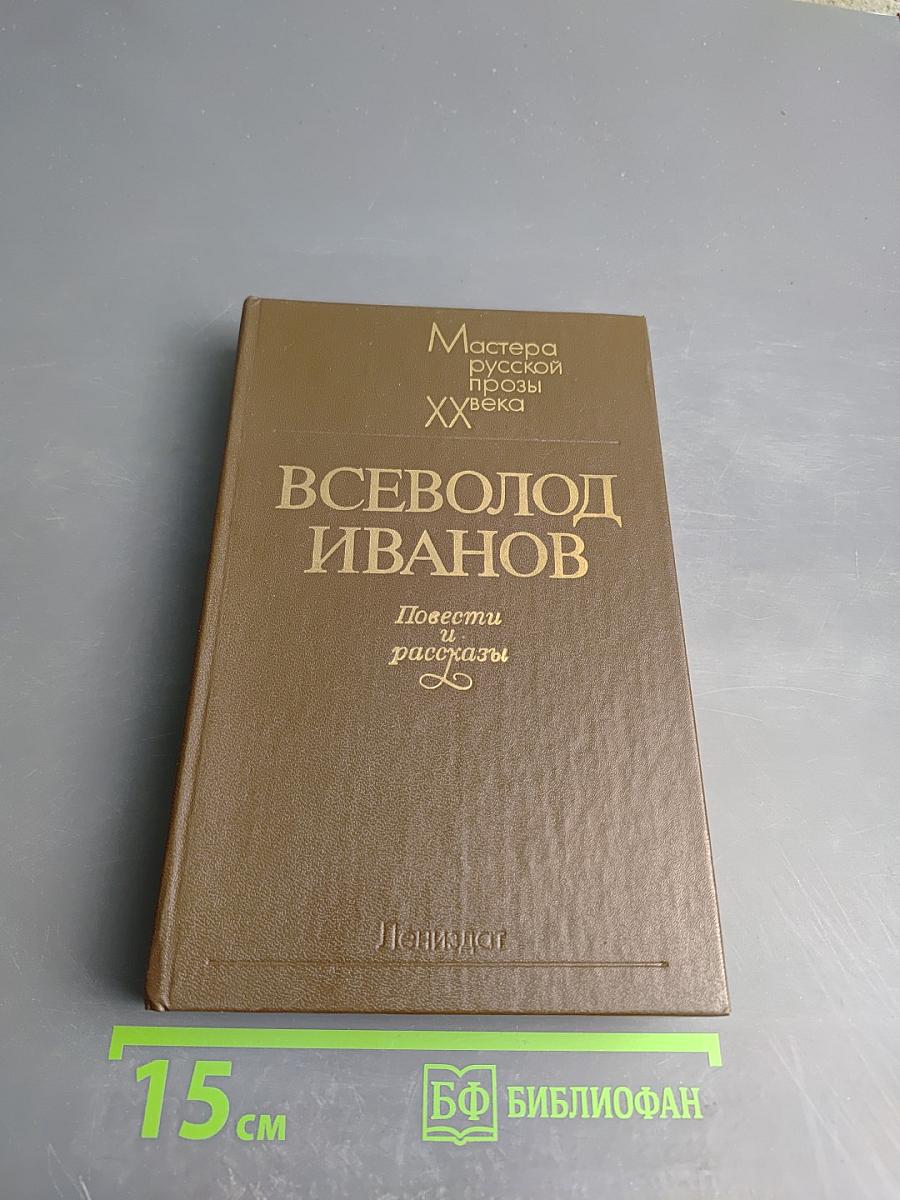 Мастера
русской
прозы
XX века
ВСЕВОЛОД
ИВАНОВ
Повести
и
рассказы
Лениздат
15 см
БФ БИБЛИОФАН